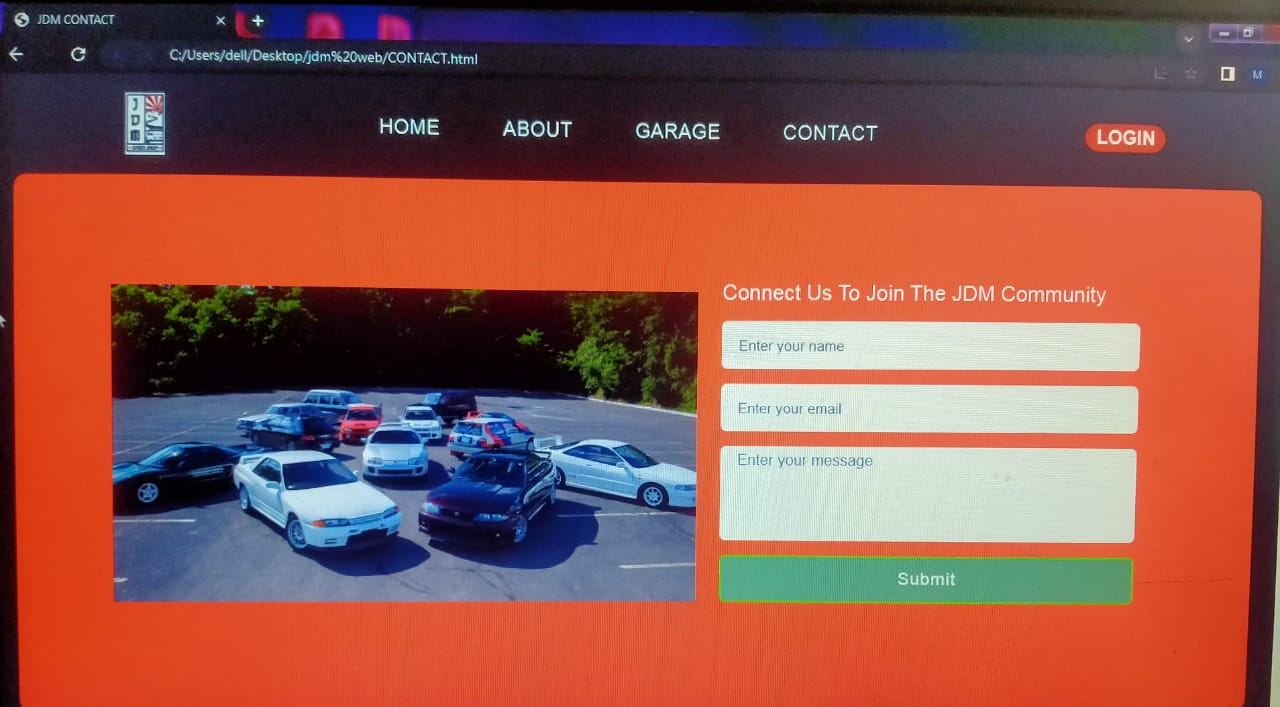 JDM CONTACT
C:/Users/dell/Desktop/jdm%20web/CONTACT.html
M
JDM
HOME ABOUT GARAGE CONTACT LOGIN
Connect Us To Join The JDM Community
Enter your name
Enter your email
Enter your message
Submit